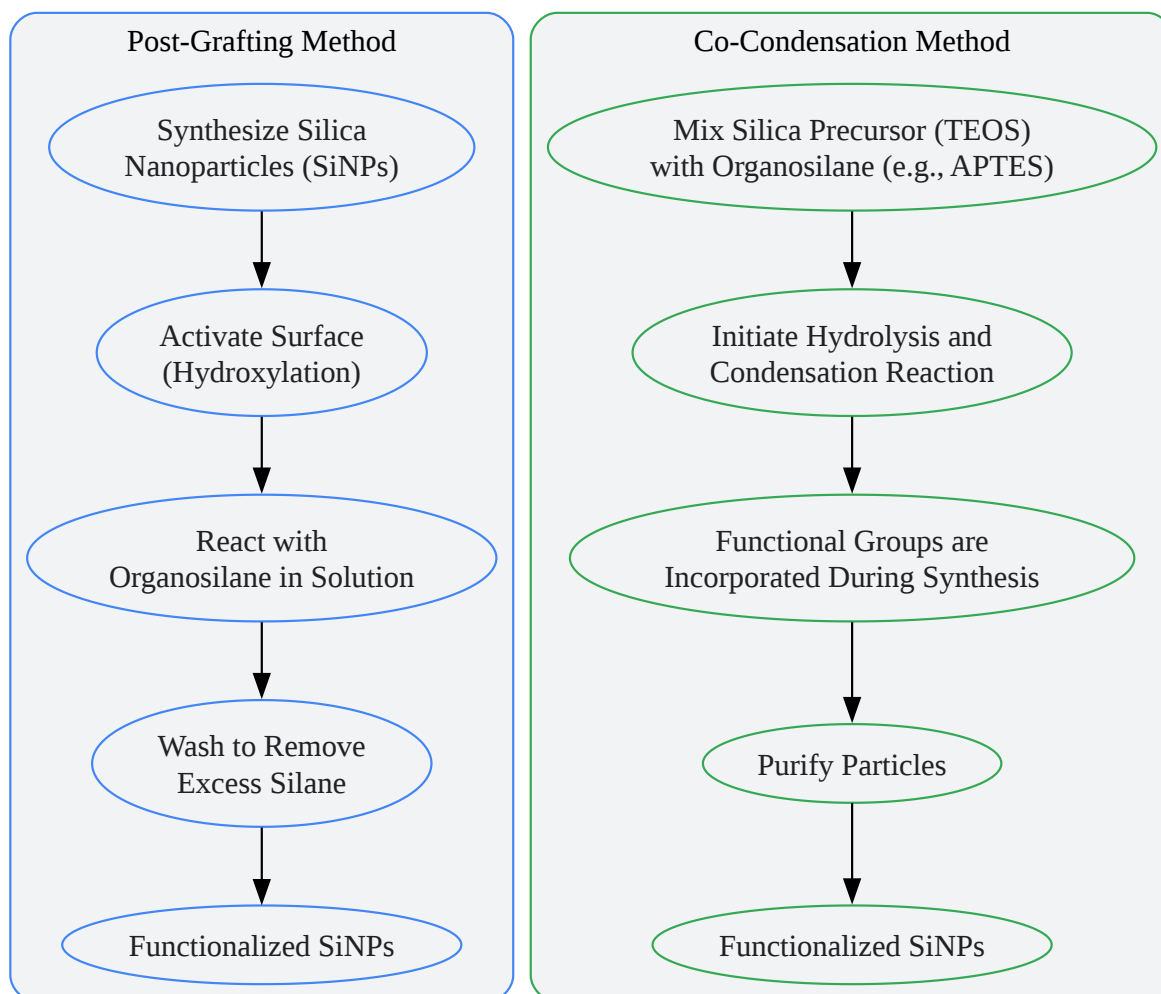 Post-Grafting Method
Synthesize Silica
Nanoparticles (SiNPs)
Activate Surface
(Hydroxylation)
React with
Organosilane in Solution
Wash to Remove
Excess Silane
Functionalized SiNPs
Co-Condensation Method
Mix Silica Precursor (TEOS)
with Organosilane (e.g., APTES)
Initiate Hydrolysis and
Condensation Reaction
Functional Groups are
Incorporated During Synthesis
Purify Particles
Functionalized SiNPs